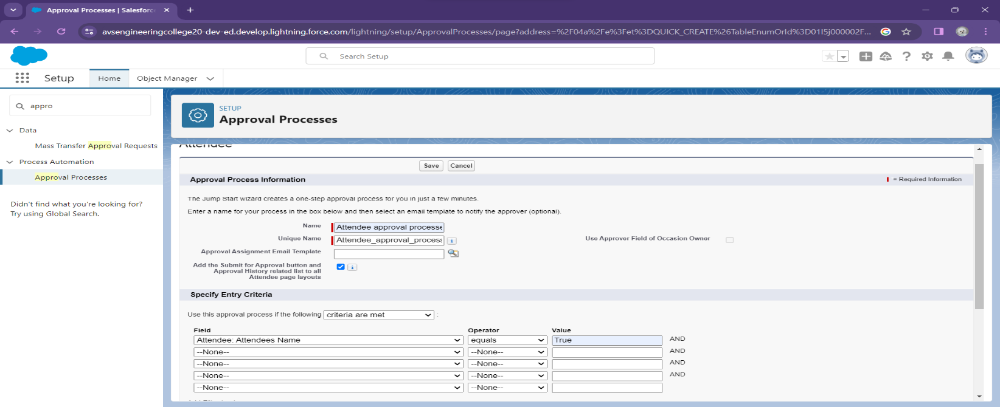 Approval Processes | Salesforc
avsengineeringcollege20-dev-ed.develop.lightning.force.com/lightning/setup/ApprovalProcesses/page?address=%2F04a%2Fe%3Fet%3DQUICK_CREATE%26TableEnumOrId%3D01I5j000002F...
Search Setup
Setup
Home
Object Manager
appro
Data
Mass Transfer Approval Requests
Process Automation
Approval Processes
Didn't find what you're looking for?
Try using Global Search.
SETUP
Approval Processes
Attendee
Save Cancel
Approval Process Information
= Required Information
The Jump Start wizard creates a one-step approval process for you in just a few minutes.
Enter a name for your process in the box below and then select an email template to notify the approver (optional).
Name Attendee approval processe
Unique Name Attendee_approval_process
Use Approver Field of Occasion Owner
Approval Assignment Email Template
Add the Submit for Approval button and
Approval History related list to all
Attendee page layouts
Specify Entry Criteria
Use this approval process if the following criteria are met :
Field Operator Value
Attendee: Attendees Name equals True AND
--None-- --None-- AND
--None-- --None-- AND
--None-- --None-- AND
--None-- --None--